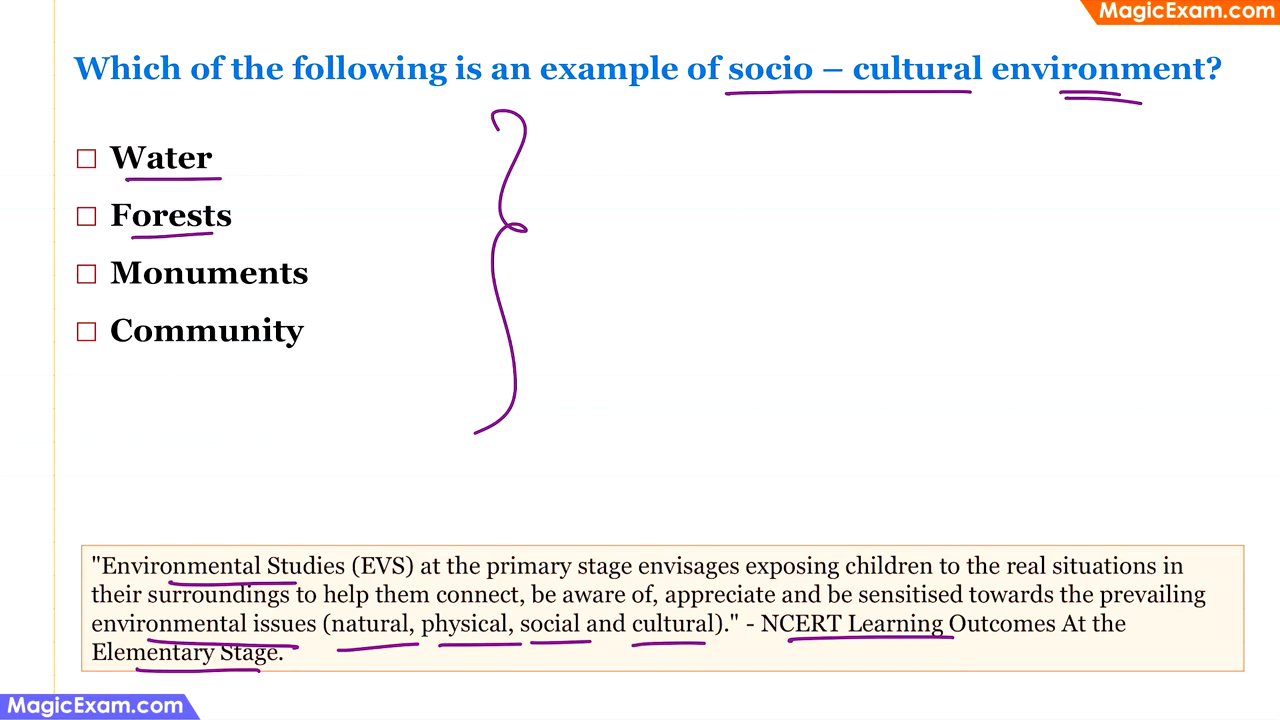 MagicExam.com
Which of the following is an example of socio – cultural environment?
Water
Forests
Monuments
Community
"Environmental Studies (EVS) at the primary stage envisages exposing children to the real situations in
their surroundings to help them connect, be aware of, appreciate and be sensitised towards the prevailing
environmental issues (natural, physical, social and cultural)." - NCERT Learning Outcomes At the
Elementary Stage.
MagicExam.com